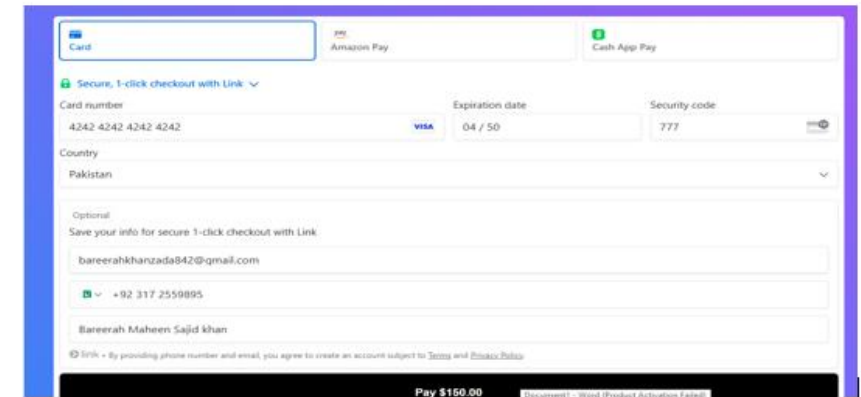 Card
pay
Amazon Pay
Cash App Pay
Secure, 1-click checkout with Link
Card number
Expiration date
Security code
4242 4242 4242 4242
VISA
04 / 50
777
Country
Pakistan
Optional
Save your info for secure 1-click checkout with Link
bareerahkhanzada842@gmail.com
+92 317 2559895
Bareerah Maheen Sajid khan
link • By providing phone number and email, you agree to create an account subject to Terms and Privacy Policy.
Pay $150.00
Document1 - Word (Product Activation Failed)